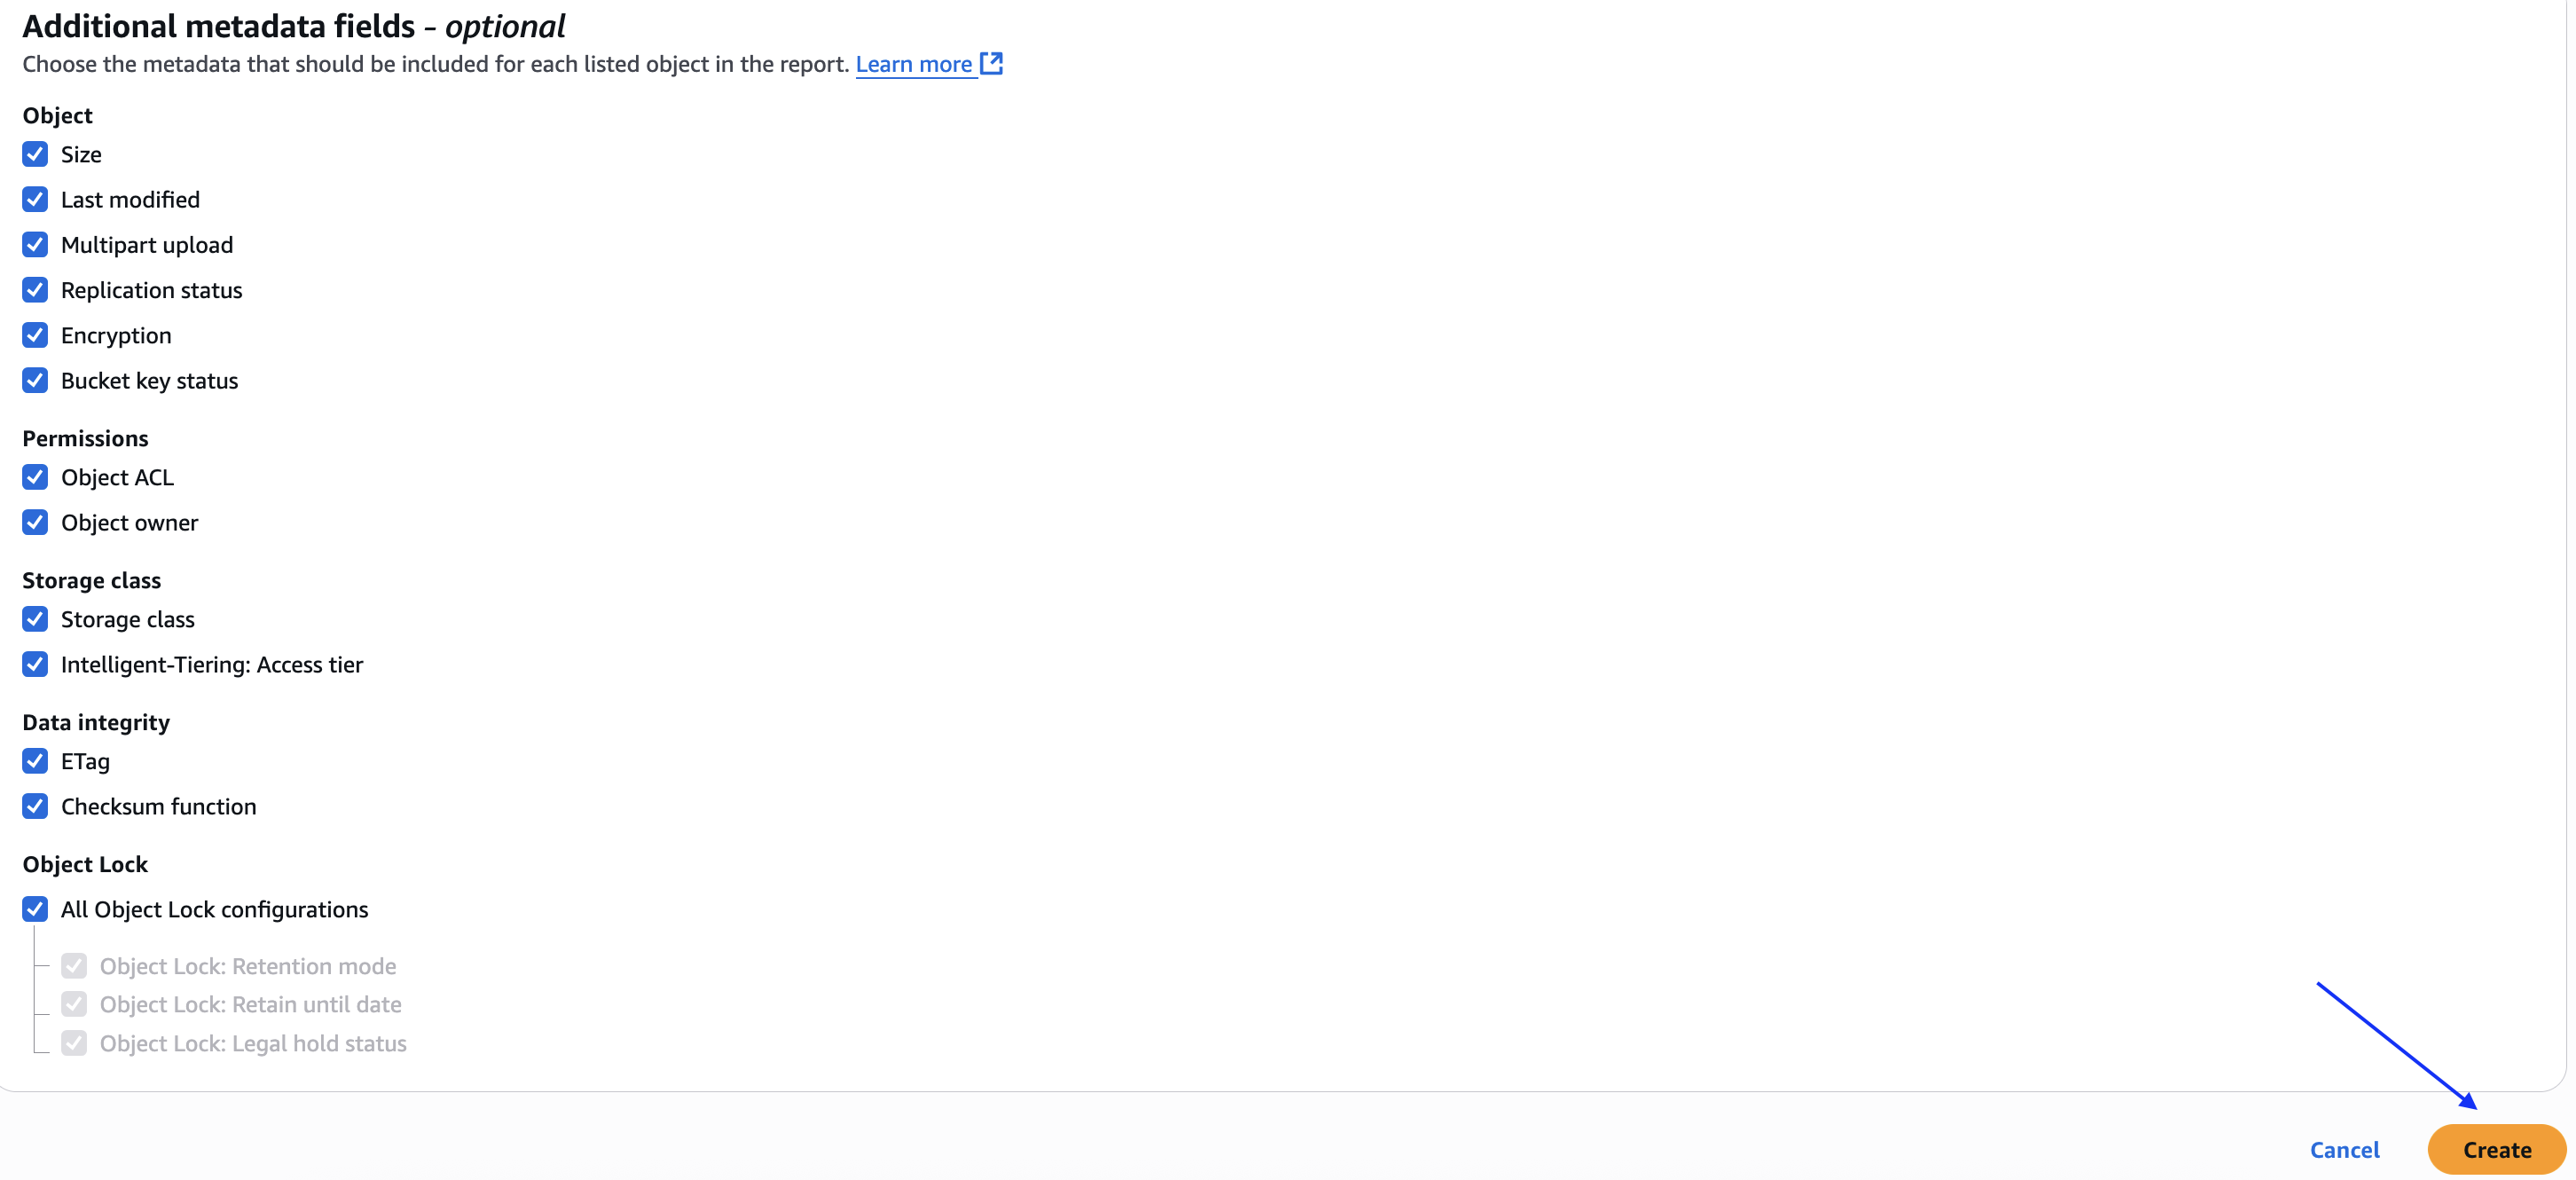 Additional metadata fields - optional
Choose the metadata that should be included for each listed object in the report. Learn more
Object
Size
Last modified
Multipart upload
Replication status
Encryption
Bucket key status
Permissions
Object ACL
Object owner
Storage class
Storage class
Intelligent-Tiering: Access tier
Data integrity
ETag
Checksum function
Object Lock
All Object Lock configurations
Object Lock: Retention mode
Object Lock: Retain until date
Object Lock: Legal hold status
Cancel Create